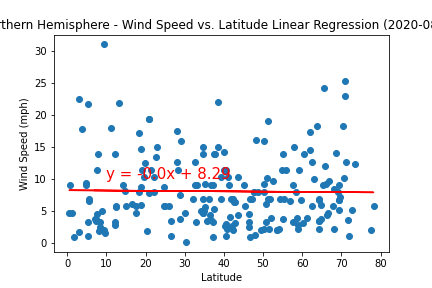 rthern Hemisphere - Wind Speed vs. Latitude Linear Regression (2020-08
Wind Speed (mph)
30
25
20
15
10
5
0
y = -0.0x + 8.29
0 10 20 30 40 50 60 70 80
Latitude